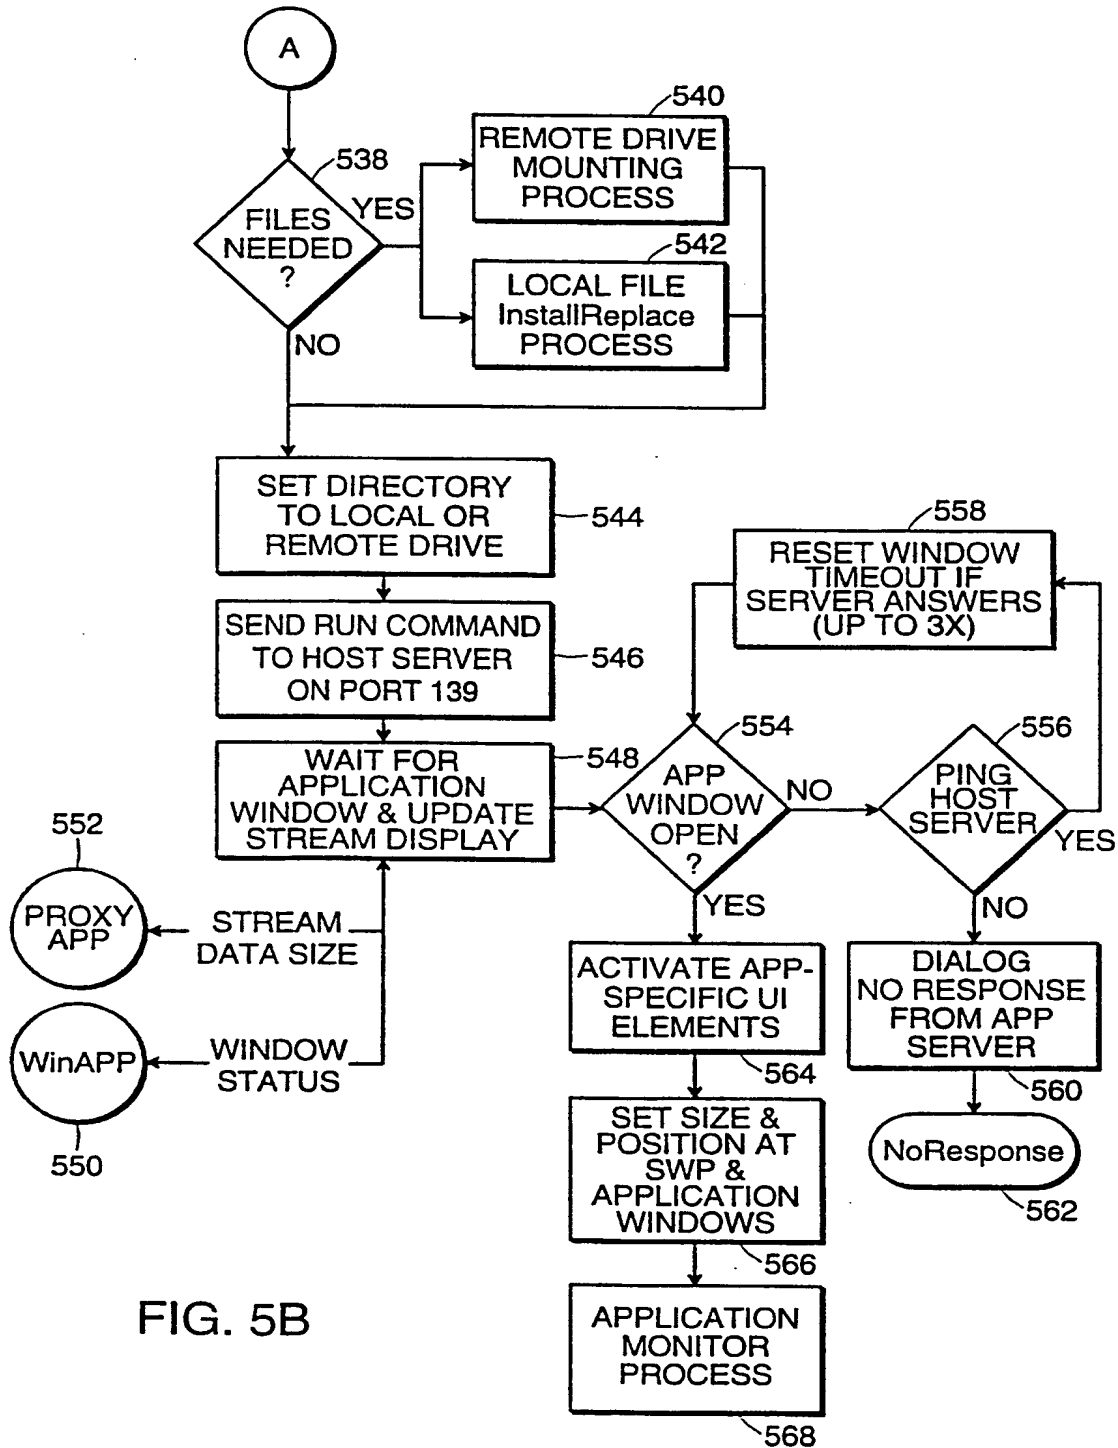 A
540
REMOTE DRIVE
MOUNTING
PROCESS
538
YES
FILES
NEEDED
?
542
LOCAL FILE
InstallReplace
PROCESS
NO
SET DIRECTORY
TO LOCAL OR
REMOTE DRIVE
544
558
RESET WINDOW
TIMEOUT IF
SERVER ANSWERS
(UP TO 3X)
SEND RUN COMMAND
TO HOST SERVER
ON PORT 139
546
WAIT FOR
APPLICATION
WINDOW & UPDATE
STREAM DISPLAY
548
554
APP
WINDOW
OPEN
?
NO
556
PING
HOST
SERVER
YES
552
PROXY
APP
STREAM
DATA SIZE
YES
NO
WinAPP
WINDOW
STATUS
550
ACTIVATE APP-
SPECIFIC UI
ELEMENTS
564
DIALOG
NO RESPONSE
FROM APP
SERVER
560
SET SIZE &
POSITION AT
SWP &
APPLICATION
WINDOWS
566
NoResponse
562
APPLICATION
MONITOR
PROCESS
568
FIG. 5B